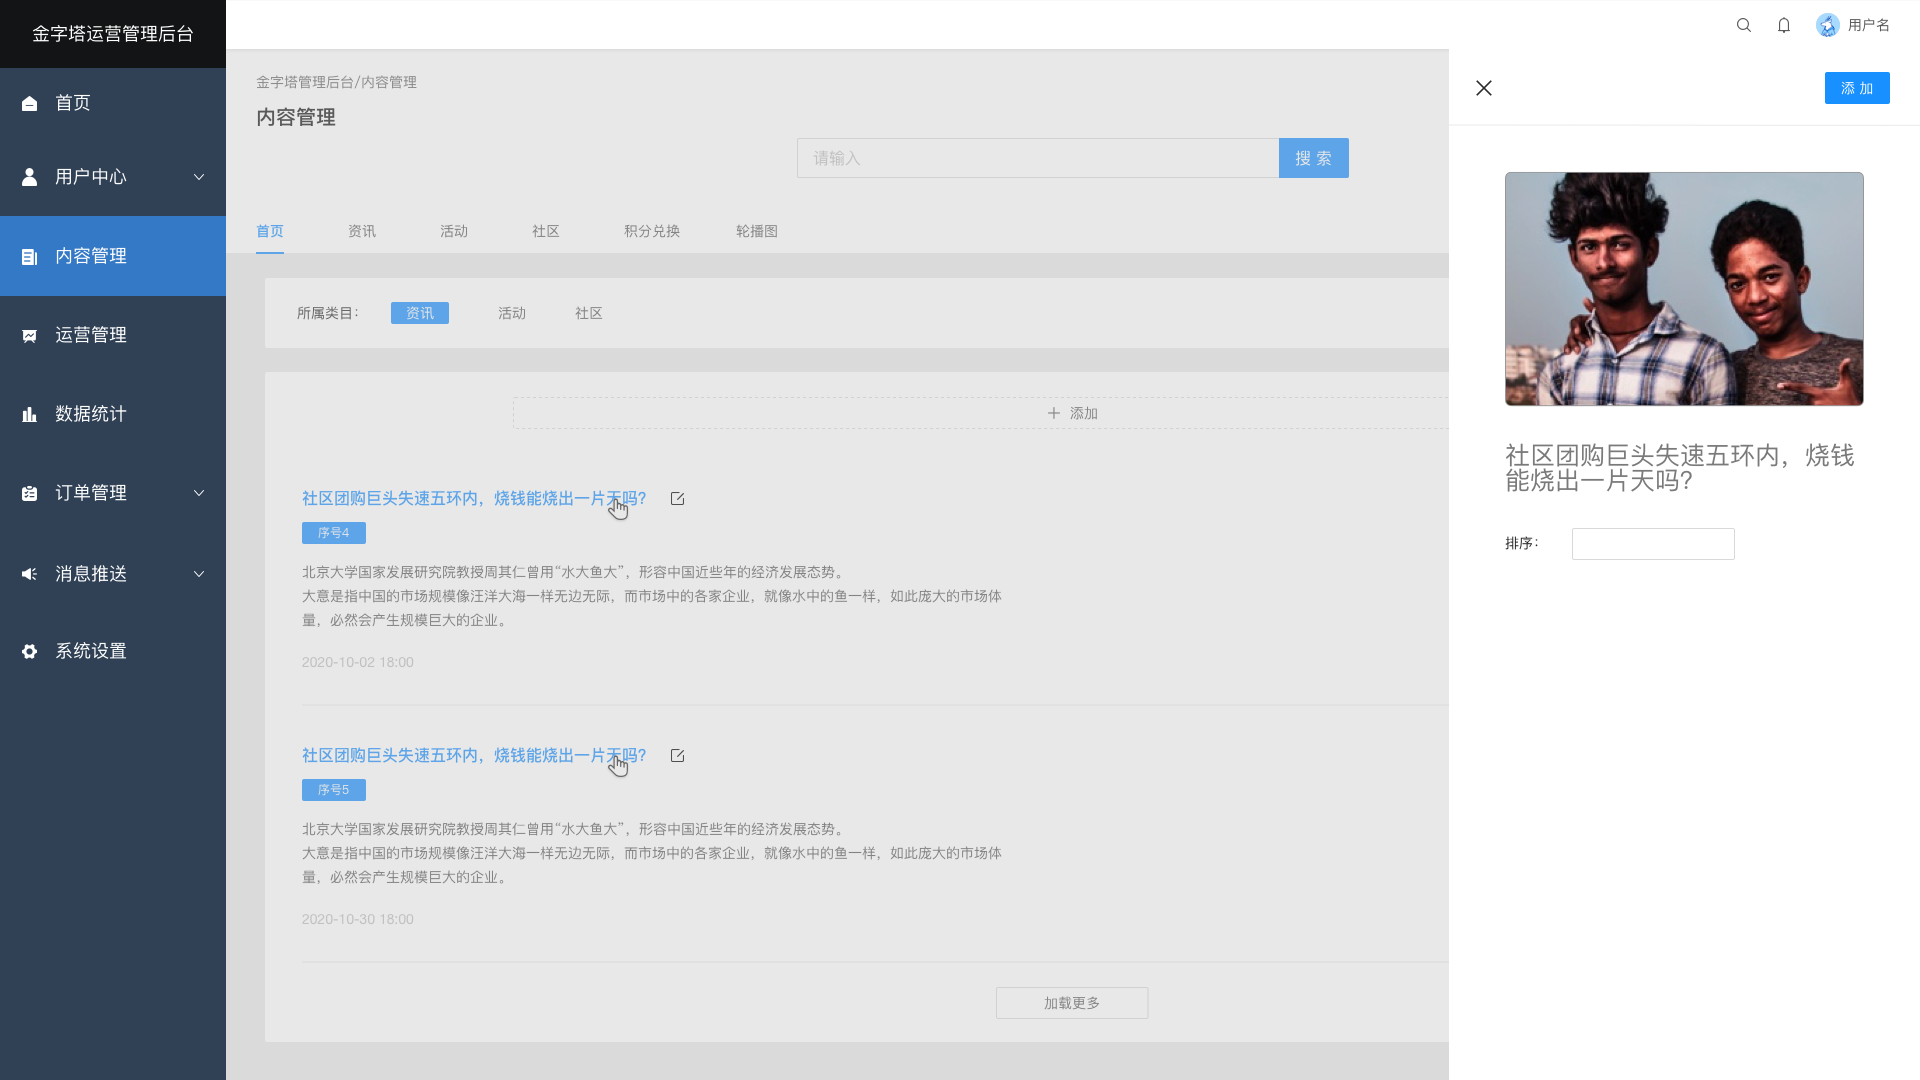 金字塔运营管理后台
用户名
首页
用户中心
内容管理
运营管理
数据统计
订单管理
消息推送
系统设置
金字塔管理后台/内容管理
内容管理
请输入
搜 索
首页 资讯 活动 社区 积分兑换 轮播图
所属类目： 资讯 活动 社区
添加
社区团购巨头失速五环内，烧钱能烧出一片天吗？
序号4
北京大学国家发展研究院教授周其仁曾用“水大鱼大”，形容中国近些年的经济发展态势。
大意是指中国的市场规模像汪洋大海一样无边无际，而市场中的各家企业，就像水中的鱼一样，如此庞大的市场体
量，必然会产生规模巨大的企业。
2020-10-02 18:00
社区团购巨头失速五环内，烧钱能烧出一片天吗？
序号5
北京大学国家发展研究院教授周其仁曾用“水大鱼大”，形容中国近些年的经济发展态势。
大意是指中国的市场规模像汪洋大海一样无边无际，而市场中的各家企业，就像水中的鱼一样，如此庞大的市场体
量，必然会产生规模巨大的企业。
2020-10-30 18:00
加载更多
添 加
社区团购巨头失速五环内，烧钱
能烧出一片天吗？
排序：